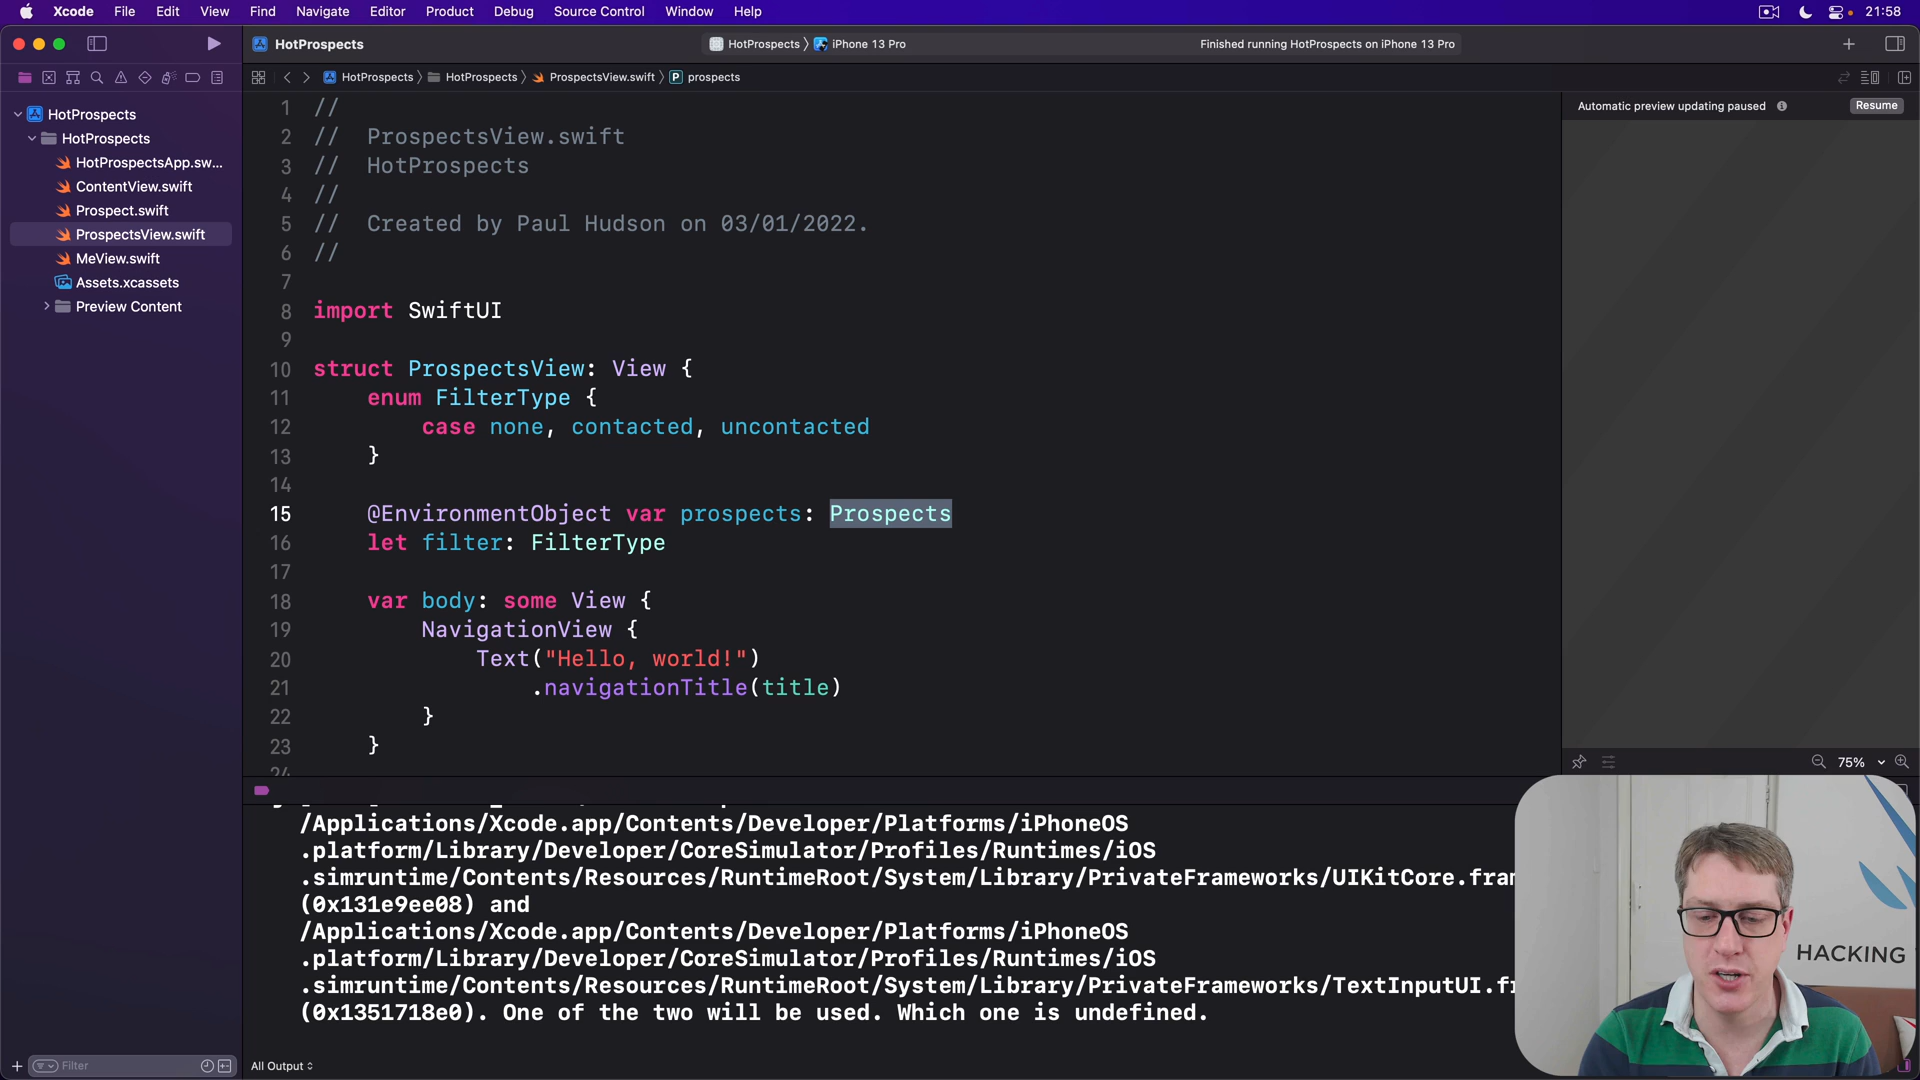 Xcode File Edit View Find Navigate Editor Product Debug Source Control Window Help 21:58
HotProspects HotProspects iPhone 13 Pro Finished running HotProspects on iPhone 13 Pro
HotProspects HotProspects ProspectsView.swift P prospects
Automatic preview updating paused Resume
HotProspects
HotProspects
HotProspectsApp.sw...
ContentView.swift
Prospect.swift
ProspectsView.swift
MeView.swift
Assets.xcassets
Preview Content
1 //
2 // ProspectsView.swift
3 // HotProspects
4 //
5 // Created by Paul Hudson on 03/01/2022.
6 //
7
8 import SwiftUI
9
10 struct ProspectsView: View {
11 enum FilterType {
12 case none, contacted, uncontacted
13 }
14
15 @EnvironmentObject var prospects: Prospects
16 let filter: FilterType
17
18 var body: some View {
19 NavigationView {
20 Text("Hello, world!")
21 .navigationTitle(title)
22 }
23 }
24
75%
/Applications/Xcode.app/Contents/Developer/Platforms/iPhoneOS
.platform/Library/Developer/CoreSimulator/Profiles/Runtimes/iOS
.simruntime/Contents/Resources/RuntimeRoot/System/Library/PrivateFrameworks/UIKitCore.fra
(0x131e9ee08) and
/Applications/Xcode.app/Contents/Developer/Platforms/iPhoneOS
.platform/Library/Developer/CoreSimulator/Profiles/Runtimes/iOS
.simruntime/Contents/Resources/RuntimeRoot/System/Library/PrivateFrameworks/TextInputUI.f
(0x1351718e0). One of the two will be used. Which one is undefined.
HACKING
Filter
All Output